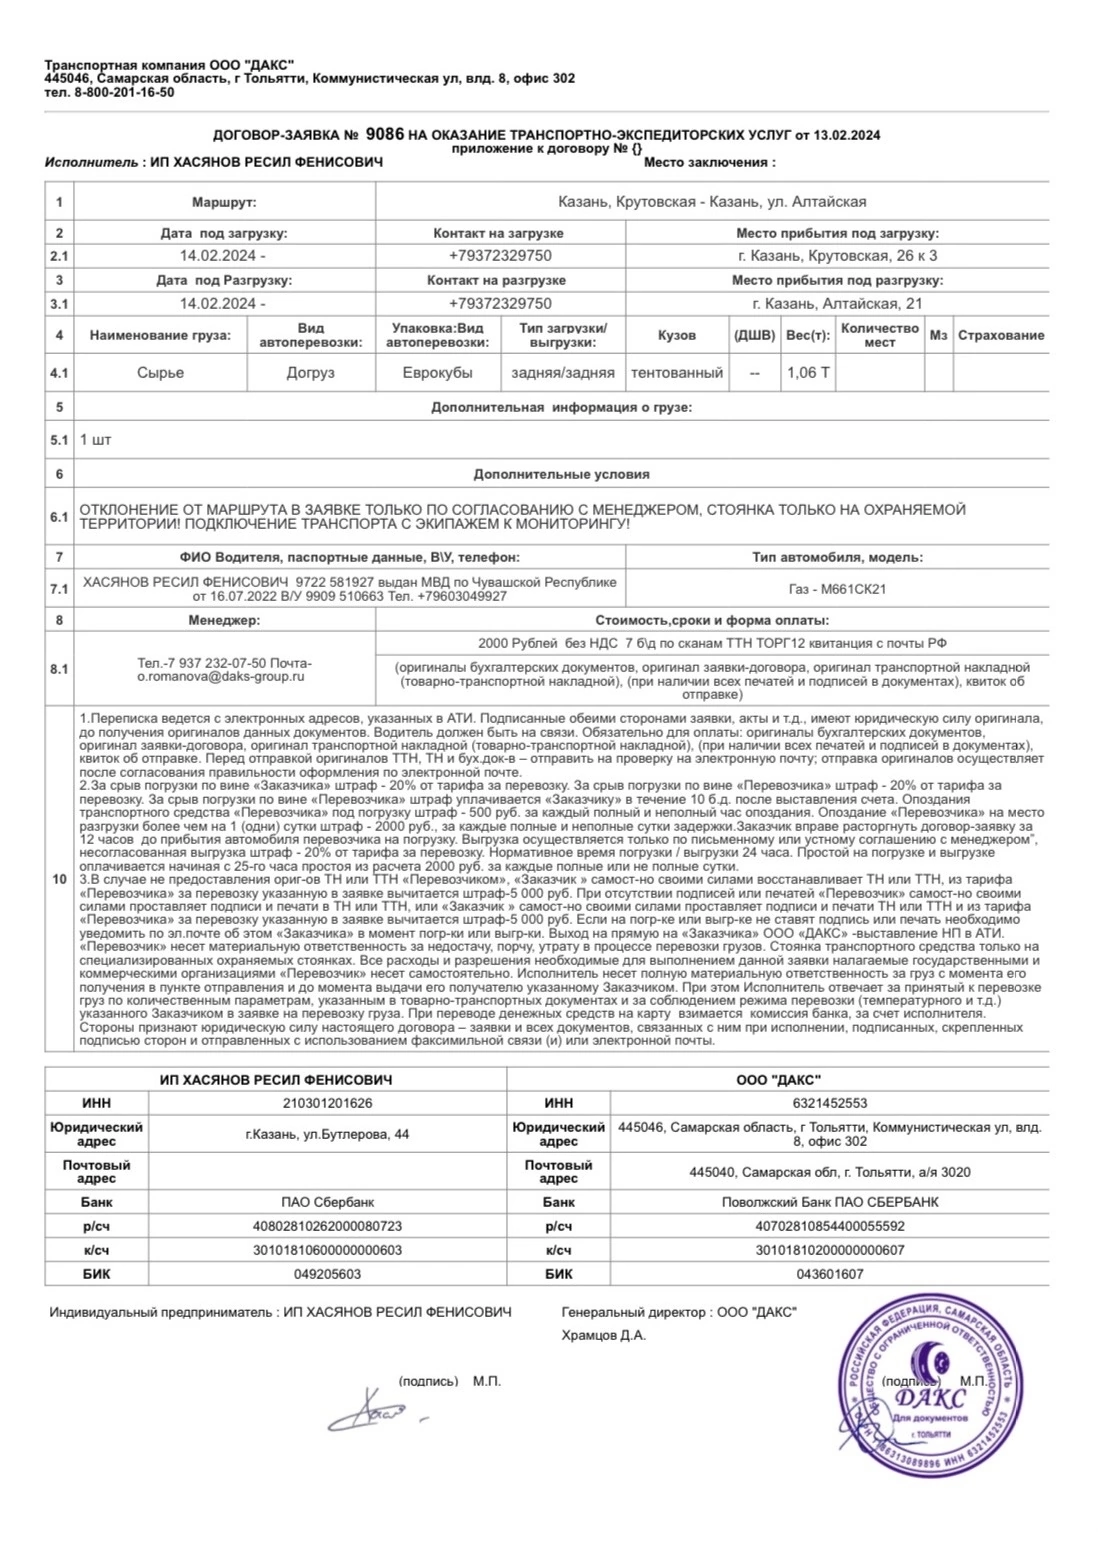 Транспортная компания ООО "ДАКС"
445046, Самарская область, г Тольятти, Коммунистическая ул, влд. 8, офис 302
тел. 8-800-201-16-50
ДОГОВОР-ЗАЯВКА № 9086 НА ОКАЗАНИЕ ТРАНСПОРТНО-ЭКСПЕДИТОРСКИХ УСЛУГ от 13.02.2024
приложение к договору № {}
Исполнитель : ИП ХАСЯНОВ РЕСИЛ ФЕНИСОВИЧ Место заключения :
1 Маршрут: Казань, Крутовская - Казань, ул. Алтайская
2 Дата под загрузку: Контакт на загрузке Место прибытия под загрузку:
2.1 14.02.2024 - +79372329750 г. Казань, Крутовская, 26 к 3
3 Дата под Разгрузку: Контакт на разгрузке Место прибытия под разгрузку:
3.1 14.02.2024 - +79372329750 г. Казань, Алтайская, 21
4 Наименование груза: Вид автоперевозки: Упаковка:Вид автоперевозки: Тип загрузки/выгрузки: Кузов (ДШВ) Вес(т): Количество мест Мз Страхование
4.1 Сырье Догруз Еврокубы задняя/задняя тентованный -- 1,06 Т
5 Дополнительная информация о грузе:
5.1 1 шт
6 Дополнительные условия
6.1 ОТКЛОНЕНИЕ ОТ МАРШРУТА В ЗАЯВКЕ ТОЛЬКО ПО СОГЛАСОВАНИЮ С МЕНЕДЖЕРОМ, СТОЯНКА ТОЛЬКО НА ОХРАНЯЕМОЙ
ТЕРРИТОРИИ! ПОДКЛЮЧЕНИЕ ТРАНСПОРТА С ЭКИПАЖЕМ К МОНИТОРИНГУ!
7 ФИО Водителя, паспортные данные, В\У, телефон: Тип автомобиля, модель:
7.1 ХАСЯНОВ РЕСИЛ ФЕНИСОВИЧ 9722 581927 выдан МВД по Чувашской Республике
от 16.07.2022 В/У 9909 510663 Тел. +79603049927 Газ - М661СК21
8 Менеджер: Стоимость,сроки и форма оплаты:
8.1 Тел.-7 937 232-07-50 Почта-
o.romanova@daks-group.ru
2000 Рублей без НДС 7 б\д по сканам ТТН ТОРГ12 квитанция с почты РФ
(оригиналы бухгалтерских документов, оригинал заявки-договора, оригинал транспортной накладной
(товарно-транспортной накладной), (при наличии всех печатей и подписей в документах), квиток об
отправке)
10
1.Переписка ведется с электронных адресов, указанных в АТИ. Подписанные обеими сторонами заявки, акты и т.д., имеют юридическую силу оригинала,
до получения оригиналов данных документов. Водитель должен быть на связи. Обязательно для оплаты: оригиналы бухгалтерских документов,
оригинал заявки-договора, оригинал транспортной накладной (товарно-транспортной накладной), (при наличии всех печатей и подписей в документах),
квиток об отправке. Перед отправкой оригиналов ТТН, ТН и бух.док-в – отправить на проверку на электронную почту; отправка оригиналов осуществляется
после согласования правильности оформления по электронной почте.
2.За срыв погрузки по вине «Заказчика» штраф - 20% от тарифа за перевозку. За срыв погрузки по вине «Перевозчика» штраф - 20% от тарифа за
перевозку. За срыв погрузки по вине «Перевозчика» штраф уплачивается «Заказчику» в течение 10 б.д. после выставления счета. Опоздания
транспортного средства «Перевозчика» под погрузку штраф - 500 руб. за каждый полный и неполный час опоздания. Опоздание «Перевозчика» на место
разгрузки более чем на 1 (одни) сутки штраф - 2000 руб., за каждые полные и неполные сутки задержки.Заказчик вправе расторгнуть договор-заявку за
12 часов до прибытия автомобиля перевозчика на погрузку. Выгрузка осуществляется только по письменному или устному соглашению с менеджером",
несогласованная выгрузка штраф - 20% от тарифа за перевозку. Нормативное время погрузки / выгрузки 24 часа. Простой на погрузке и выгрузке
оплачивается начиная с 25-го часа простоя из расчета 2000 руб. за каждые полные или не полные сутки.
3.В случае не предоставления ориг-ов ТН или ТТН «Перевозчиком», «Заказчик» самост-но своими силами восстанавливает ТН или ТТН, из тарифа
«Перевозчика» за перевозку указанную в заявке вычитается штраф-5 000 руб. При отсутствии подписей или печатей «Перевозчик» самост-но своими
силами проставляет подписи и печати в ТН или ТТН, или «Заказчик » самост-но своими силами проставляет подписи и печати ТН или ТТН и из тарифа
«Перевозчика» за перевозку указанную в заявке вычитается штраф-5 000 руб. Если на погр-ке или выгр-ке не ставят подпись или печать необходимо
уведомить по эл.почте об этом «Заказчика» в момент погр-ки или выгр-ки. Выход на прямую на «Заказчика» ООО «ДАКС» -выставление НП в АТИ.
«Перевозчик» несет материальную ответственность за недостачу, порчу, утрату в процессе перевозки грузов. Стоянка транспортного средства только на
специализированных охраняемых стоянках. Все расходы и разрешения необходимые для выполнением данной заявки налагаемые государственными и
коммерческими организациями «Перевозчик» несет самостоятельно. Исполнитель несет полную материальную ответственность за груз с момента его
получения в пункте отправления и до момента выдачи его получателю указанному Заказчиком. При этом Исполнитель отвечает за принятый к перевозке
груз по количественным параметрам, указанным в товарно-транспортных документах и за соблюдением режима перевозки (температурного и т.д.)
указанного Заказчиком в заявке на перевозку груза. При переводе денежных средств на карту взимается комиссия банка, за счет исполнителя.
Стороны признают юридическую силу настоящего договора – заявки и всех документов, связанных с ним при исполнении, подписанных, скрепленных
подписью сторон и отправленных с использованием факсимильной связи (и) или электронной почты.
ИП ХАСЯНОВ РЕСИЛ ФЕНИСОВИЧ ООО "ДАКС"
ИНН 210301201626 ИНН 6321452553
Юридический адрес г.Казань, ул.Бутлерова, 44 Юридический адрес 445046, Самарская область, г Тольятти, Коммунистическая ул, влд. 8, офис 302
Почтовый адрес Почтовый адрес 445040, Самарская обл, г. Тольятти, а/я 3020
Банк ПАО Сбербанк Банк Поволжский Банк ПАО СБЕРБАНК
р/сч 40802810262000080723 р/сч 40702810854400055592
к/сч 30101810600000000603 к/сч 30101810200000000607
БИК 049205603 БИК 043601607
Индивидуальный предприниматель : ИП ХАСЯНОВ РЕСИЛ ФЕНИСОВИЧ Генеральный директор : ООО "ДАКС"
Храмцов Д.А.
(подпись) М.П. (подпись) М.П.
РОССИЙСКАЯ ФЕДЕРАЦИЯ, САМАРСКАЯ ОБЛАСТЬ
ОБЩЕСТВО С ОГРАНИЧЕННОЙ ОТВЕТСТВЕННОСТЬЮ
ДАКС
Для документов
г. ТОЛЬЯТТИ
ИНН 6321452553